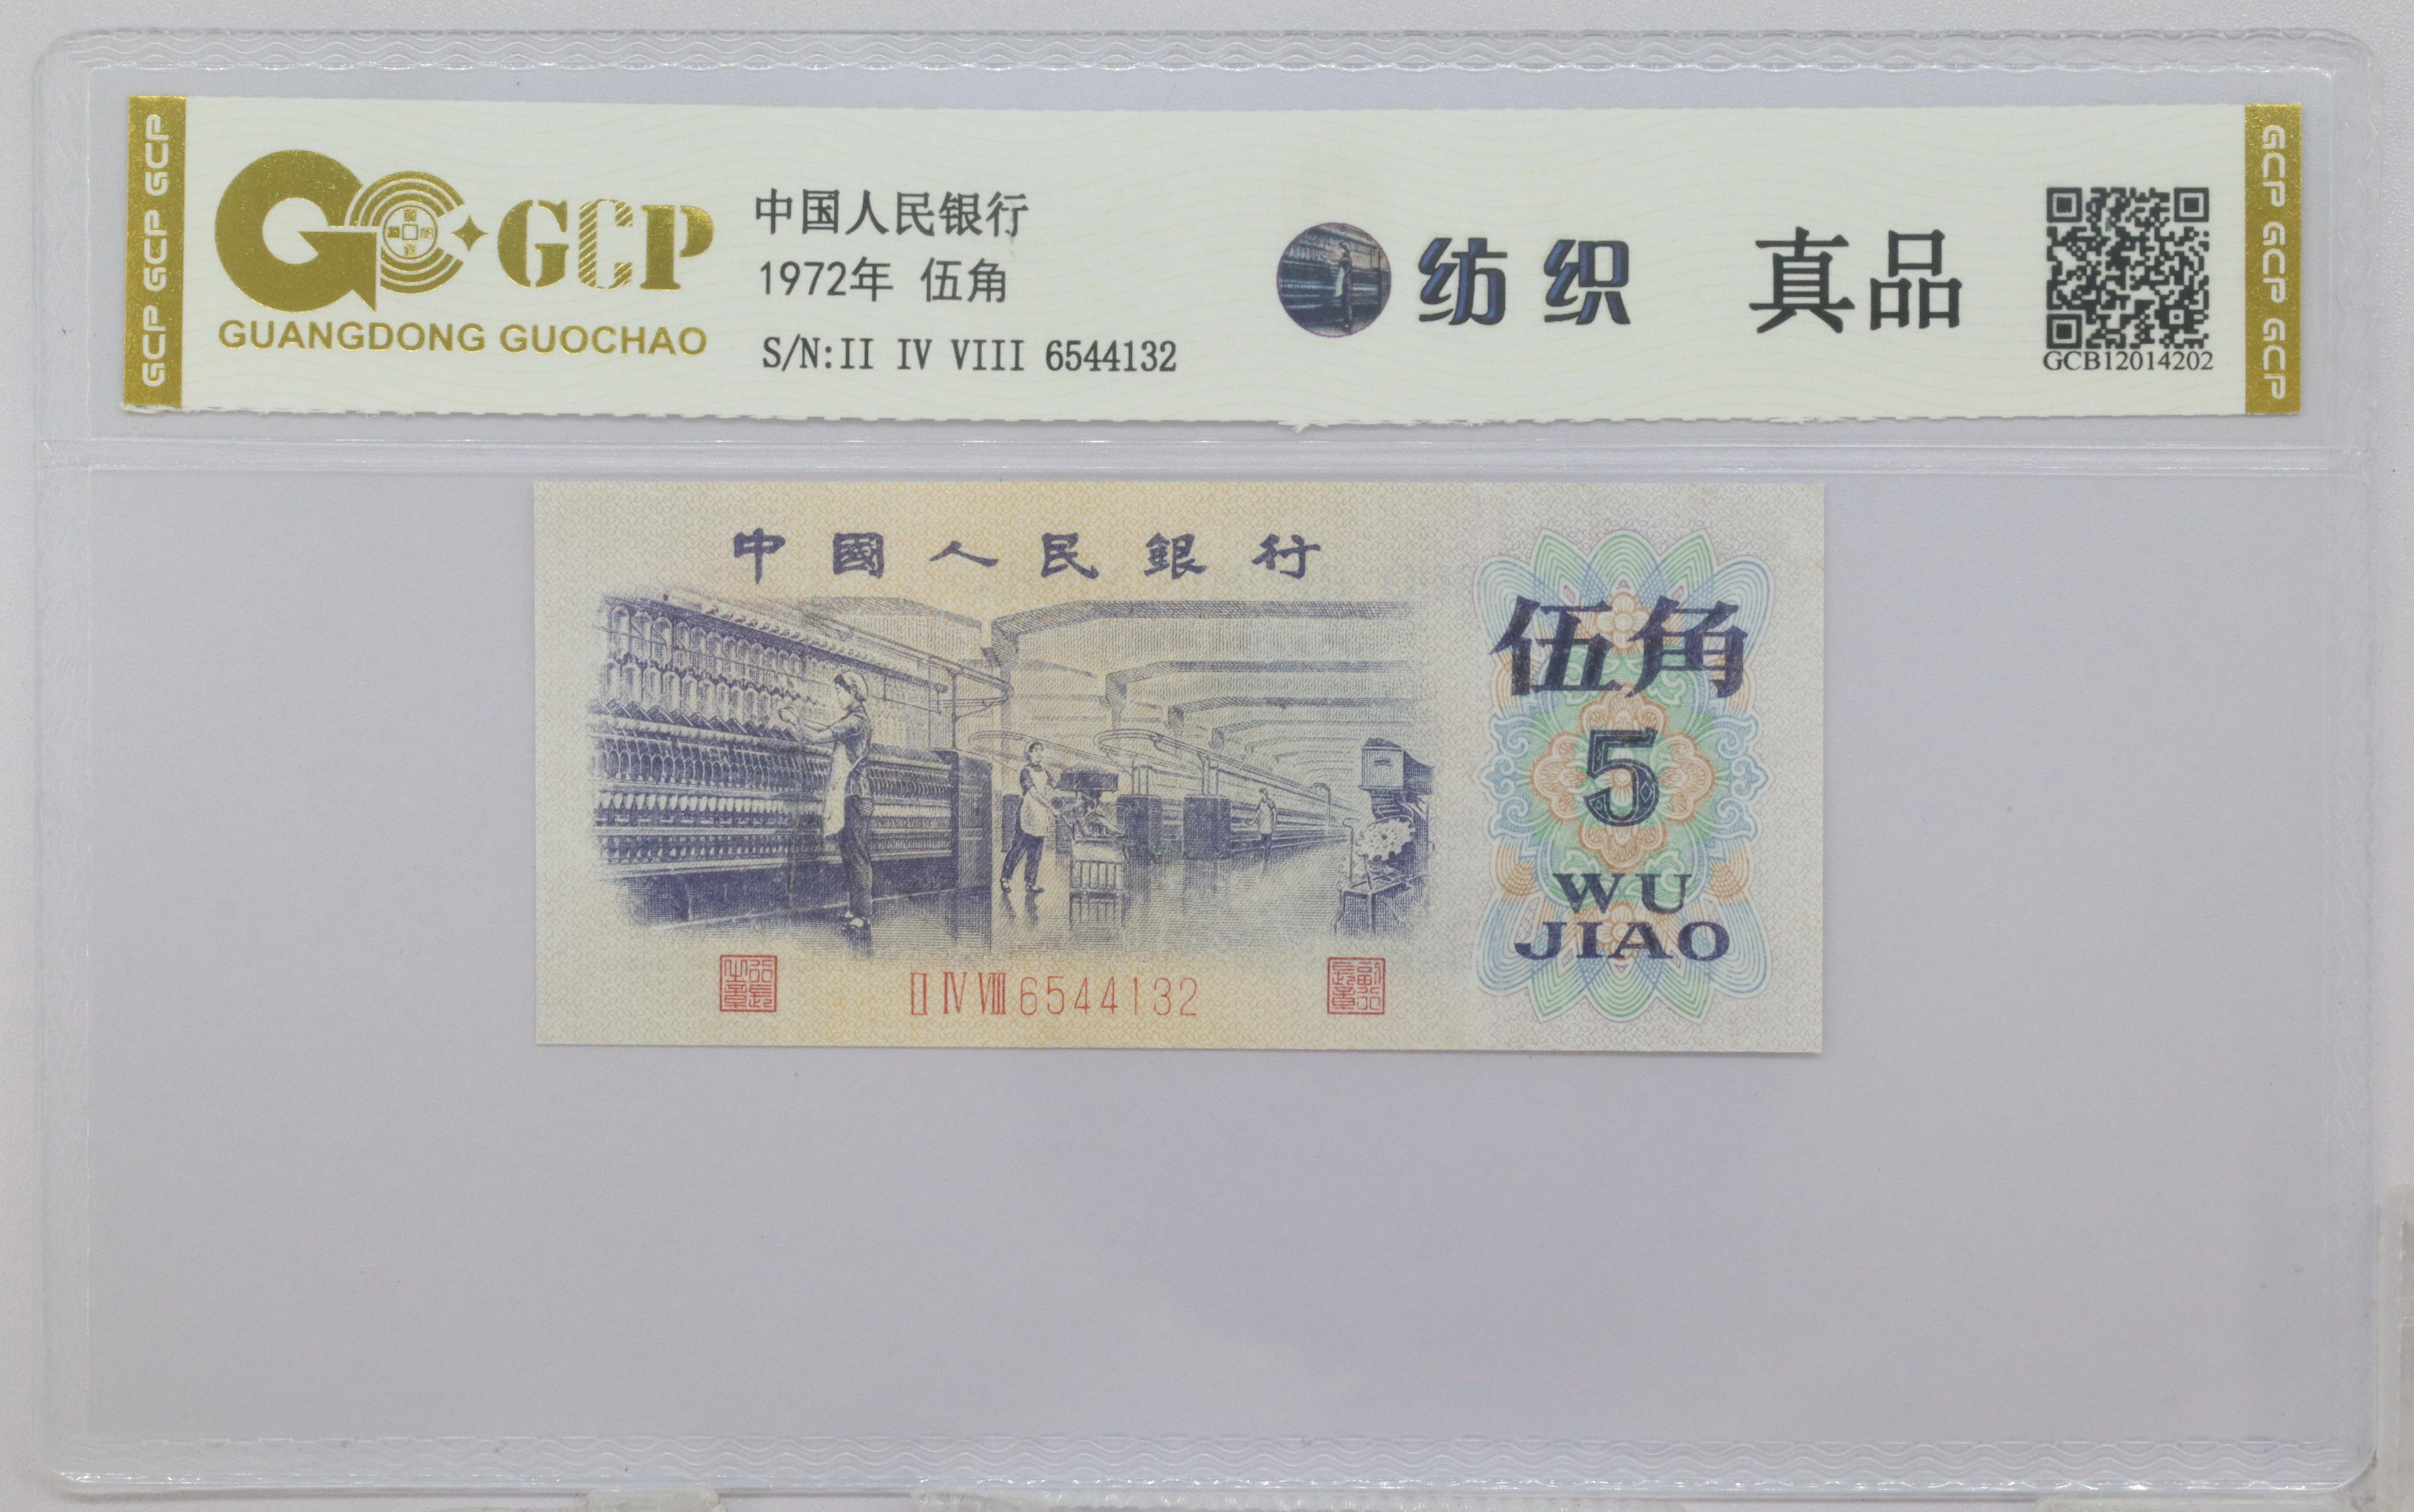 GCP GCP GCP
GCP
GUANGDONG GUOCHAO
中国人民银行
1972年 伍角
S/N:II IV VIII 6544132
纺织 真品
GCB12014202
GCP GCP GCP
中國人民銀行
伍角
5
WU
JIAO
II IV VIII 6544132